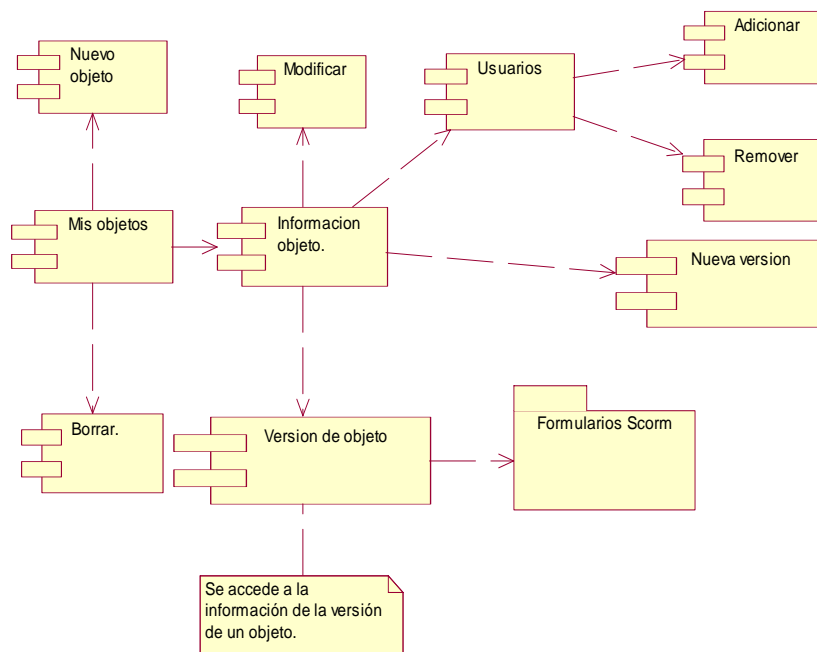 Nuevo
objeto
Modificar
Usuarios
Adicionar
Remover
Mis objetos
Informacion
objeto.
Nueva version
Borrar.
Version de objeto
Formularios Scorm
Se accede a la
información de la versión
de un objeto.